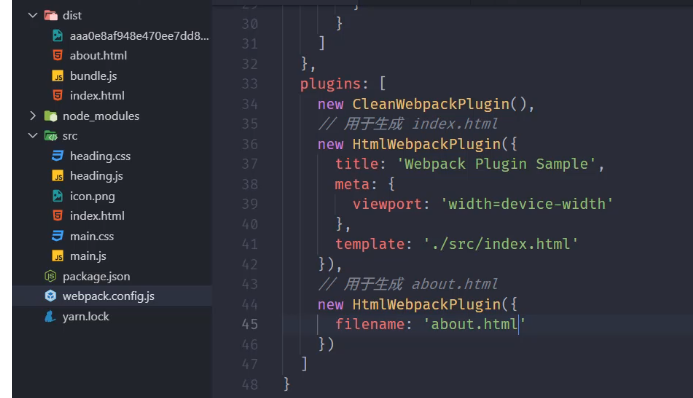 dist
aaa0e8af948e470ee7dd8...
about.html
bundle.js
index.html
node_modules
src
heading.css
heading.js
icon.png
index.html
main.css
main.js
package.json
webpack.config.js
yarn.lock
30 }
31 ]
32 },
33 plugins: [
34 new CleanWebpackPlugin(),
35 // 用于生成 index.html
36 new HtmlWebpackPlugin({
37 title: 'Webpack Plugin Sample',
38 meta: {
39 viewport: 'width=device-width'
40 },
41 template: './src/index.html'
42 }),
43 // 用于生成 about.html
44 new HtmlWebpackPlugin({
45 filename: 'about.html'
46 })
47 ]
48 }